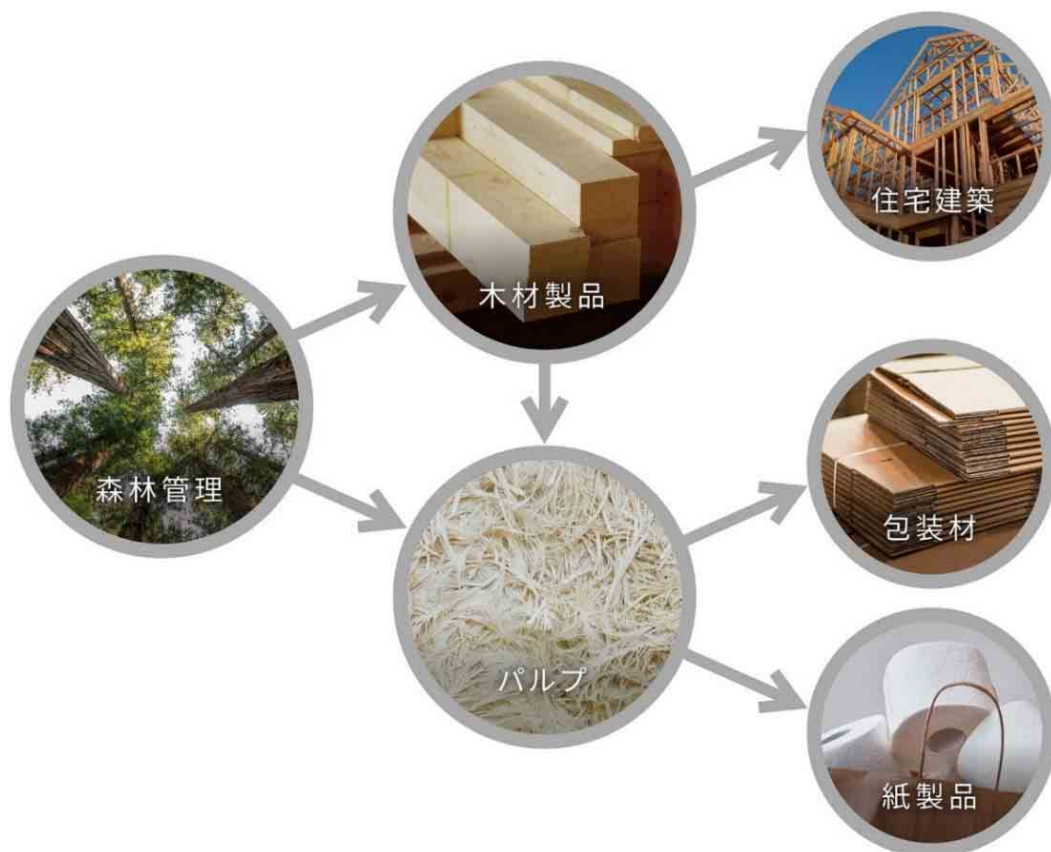 住宅建築
木材製品
森林管理
包装材
パルプ
紙製品